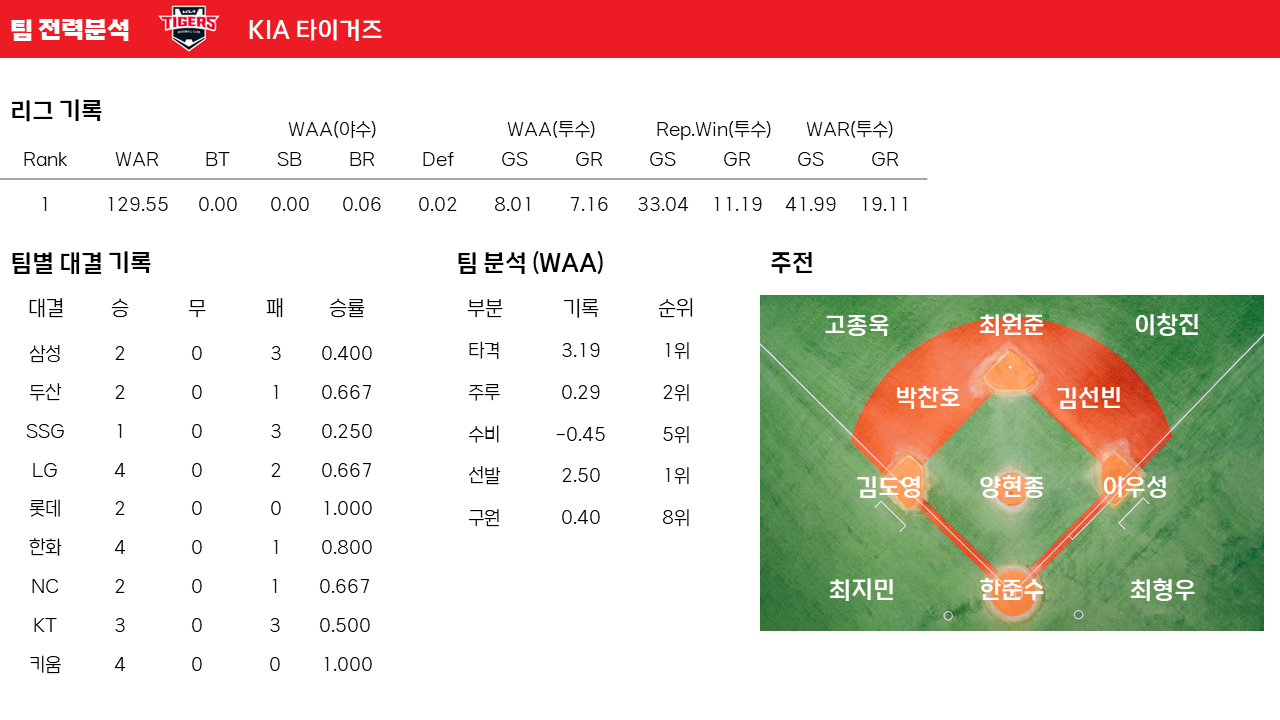 팀 전력분석 TIGERS KIA 타이거즈
리그 기록
WAA(야수) WAA(투수) Rep.Win(투수) WAR(투수)
Rank WAR BT SB BR Def GS GR GS GR GS GR
1 129.55 0.00 0.00 0.06 0.02 8.01 7.16 33.04 11.19 41.99 19.11
팀별 대결 기록
대결 승 무 패 승률
삼성 2 0 3 0.400
두산 2 0 1 0.667
SSG 1 0 3 0.250
LG 4 0 2 0.667
롯데 2 0 0 1.000
한화 4 0 1 0.800
NC 2 0 1 0.667
KT 3 0 3 0.500
키움 4 0 0 1.000
팀 분석 (WAA)
부분 기록 순위
타격 3.19 1위
주루 0.29 2위
수비 -0.45 5위
선발 2.50 1위
구원 0.40 8위
주전
고종욱 최원준 이창진
박찬호 김선빈
김도영 양현종 이우성
최지민 한준수 최형우